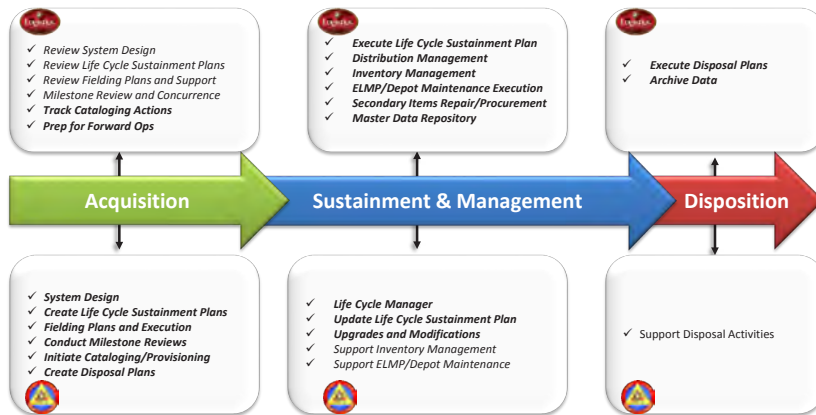 Review System Design
Review Life Cycle Sustainment Plans
Review Fielding Plans and Support
Milestone Review and Concurrence
Track Cataloging Actions
Prep for Forward Ops
Execute Life Cycle Sustainment Plan
Distribution Management
Inventory Management
ELMP/Depot Maintenance Execution
Secondary Items Repair/Procurement
Master Data Repository
Execute Disposal Plans
Archive Data
Acquisition
Sustainment & Management
Disposition
System Design
Create Life Cycle Sustainment Plans
Fielding Plans and Execution
Conduct Milestone Reviews
Initiate Cataloging/Provisioning
Create Disposal Plans
Life Cycle Manager
Update Life Cycle Sustainment Plan
Upgrades and Modifications
Support Inventory Management
Support ELMP/Depot Maintenance
Support Disposal Activities